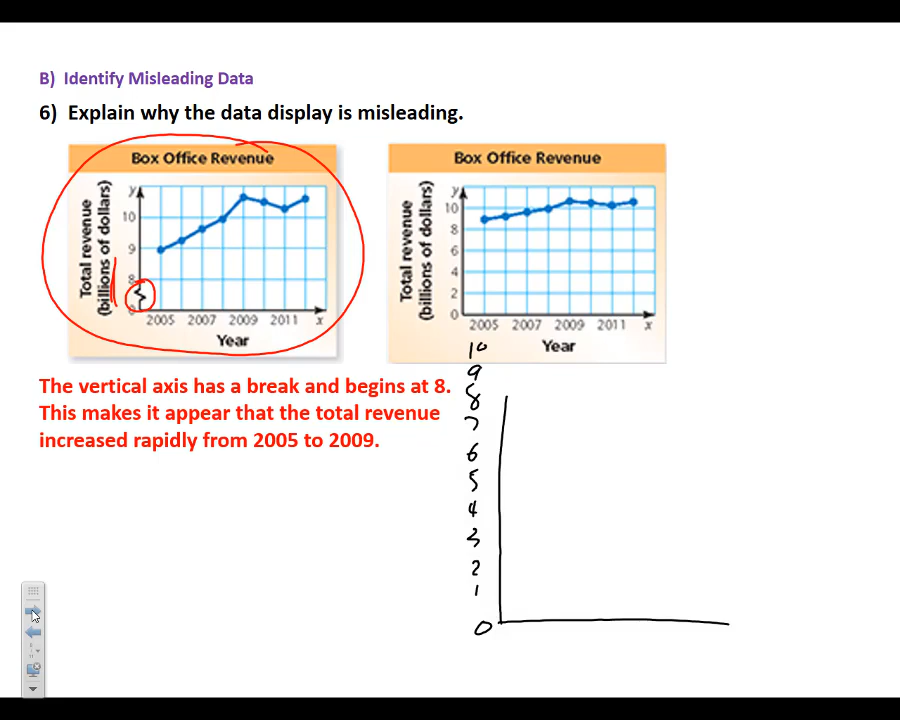 B) Identify Misleading Data
6) Explain why the data display is misleading.
Box Office Revenue
Total revenue
(billions of dollars)
y
10
9
8
0
2005 2007 2009 2011 x
Year
Box Office Revenue
Total revenue
(billions of dollars)
y
10
8
6
4
2
0
2005 2007 2009 2011 x
Year
The vertical axis has a break and begins at 8.
This makes it appear that the total revenue
increased rapidly from 2005 to 2009.
10
9
8
7
6
5
4
3
2
1
0